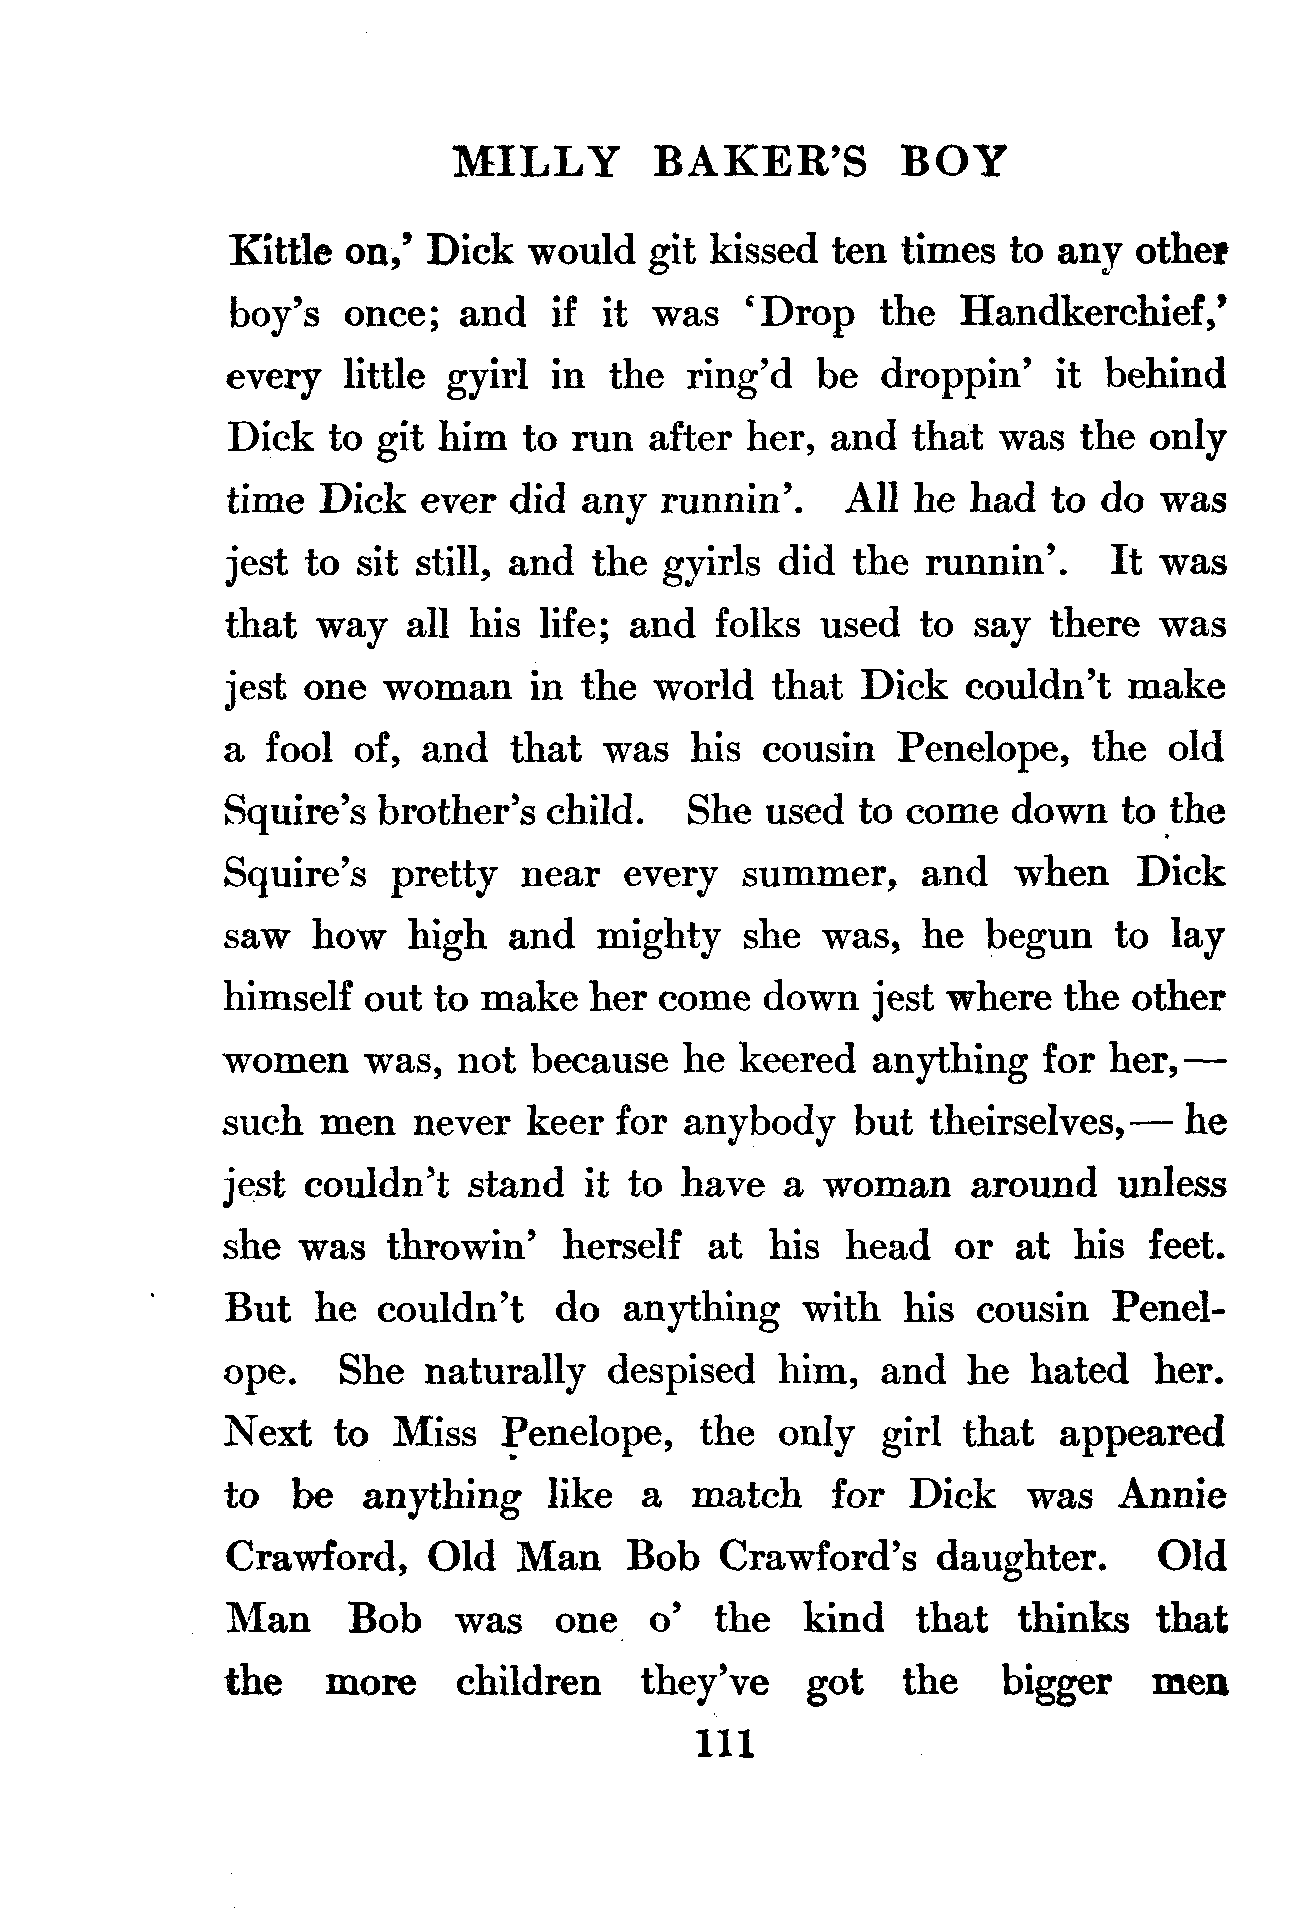 MILLY BAKER'S BOY
Kittle on,' Dick would git kissed ten times to any other
boy's once; and if it was 'Drop the Handkerchief,'
every little gyirl in the ring'd be droppin' it behind
Dick to git him to run after her, and that was the only
time Dick ever did any runnin'. All he had to do was
jest to sit still, and the gyirls did the runnin'. It was
that way all his life; and folks used to say there was
jest one woman in the world that Dick couldn't make
a fool of, and that was his cousin Penelope, the old
Squire's brother's child. She used to come down to the
Squire's pretty near every summer, and when Dick
saw how high and mighty she was, he begun to lay
himself out to make her come down jest where the other
women was, not because he keered anything for her,—
such men never keer for anybody but theirselves,— he
jest couldn't stand it to have a woman around unless
she was throwin' herself at his head or at his feet.
But he couldn't do anything with his cousin Penel-
ope. She naturally despised him, and he hated her.
Next to Miss Penelope, the only girl that appeared
to be anything like a match for Dick was Annie
Crawford, Old Man Bob Crawford's daughter. Old
Man Bob was one o' the kind that thinks that
the more children they've got the bigger men
111